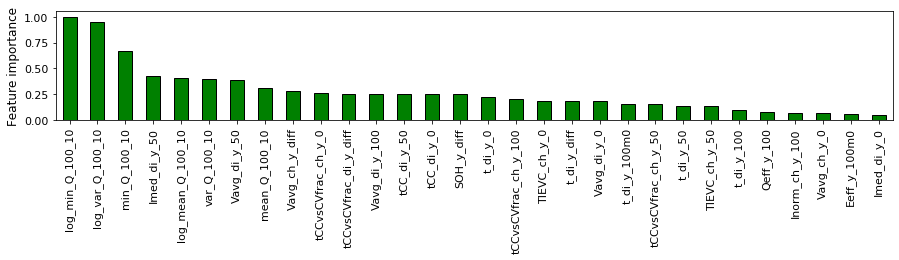 Feature importance
1.00
0.75
0.50
0.25
0.00
log_min_Q_100_10
log_var_Q_100_10
min_Q_100_10
Imed_di_y_50
log_mean_Q_100_10
var_Q_100_10
Vavg_di_y_50
mean_Q_100_10
Vavg_ch_y_diff
tCCvsCVfrac_ch_y_0
tCCvsCVfrac_di_y_diff
Vavg_di_y_100
tCC_di_y_50
tCC_di_y_0
SOH_y_diff
t_di_y_0
tCCvsCVfrac_ch_y_100
TIEVC_ch_y_0
t_di_y_diff
Vavg_di_y_0
t_di_y_100m0
tCCvsCVfrac_ch_y_50
t_di_y_50
TIEVC_ch_y_50
t_di_y_100
Qeff_y_100
Inorm_ch_y_100
Vavg_ch_y_0
Eeff_y_100m0
Imed_di_y_0